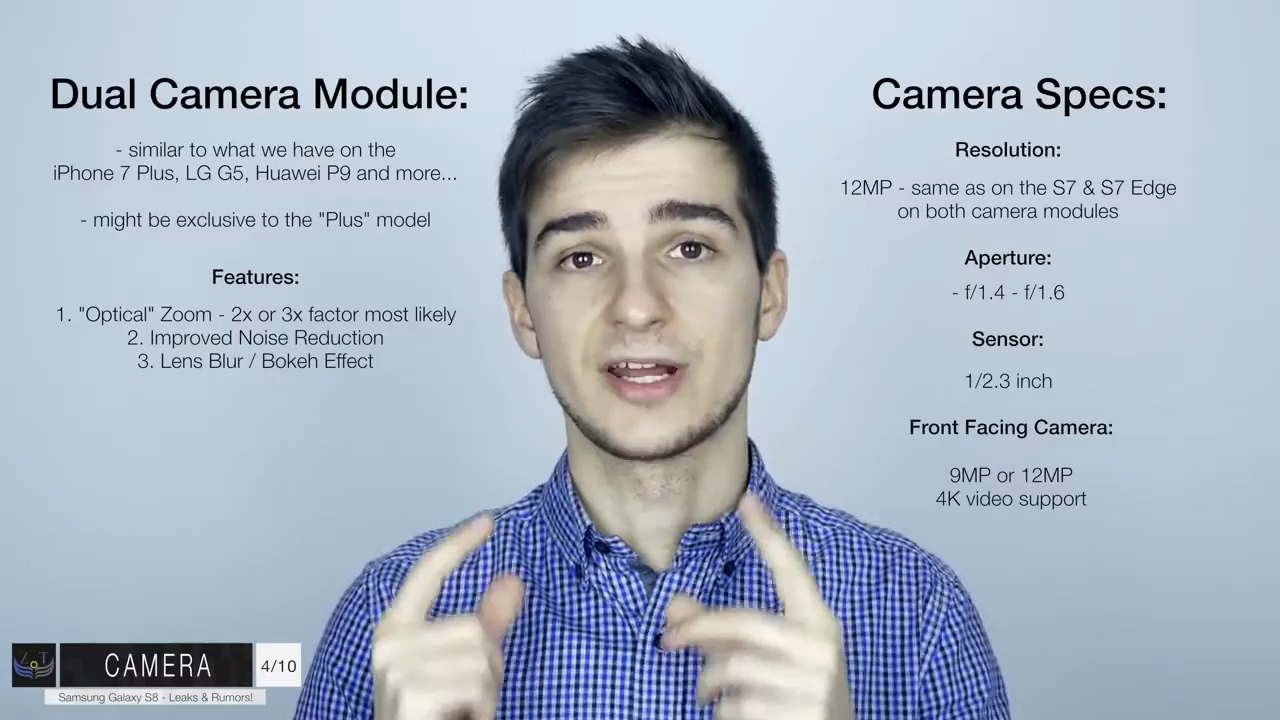 Dual Camera Module:
- similar to what we have on the
iPhone 7 Plus, LG G5, Huawei P9 and more...
- might be exclusive to the "Plus" model
Features:
1. "Optical" Zoom - 2x or 3x factor most likely
2. Improved Noise Reduction
3. Lens Blur / Bokeh Effect
Camera Specs:
Resolution:
12MP - same as on the S7 & S7 Edge
on both camera modules
Aperture:
- f/1.4 - f/1.6
Sensor:
1/2.3 inch
Front Facing Camera:
9MP or 12MP
4K video support
ZoT
CAMERA
4/10
Samsung Galaxy S8 - Leaks & Rumors!